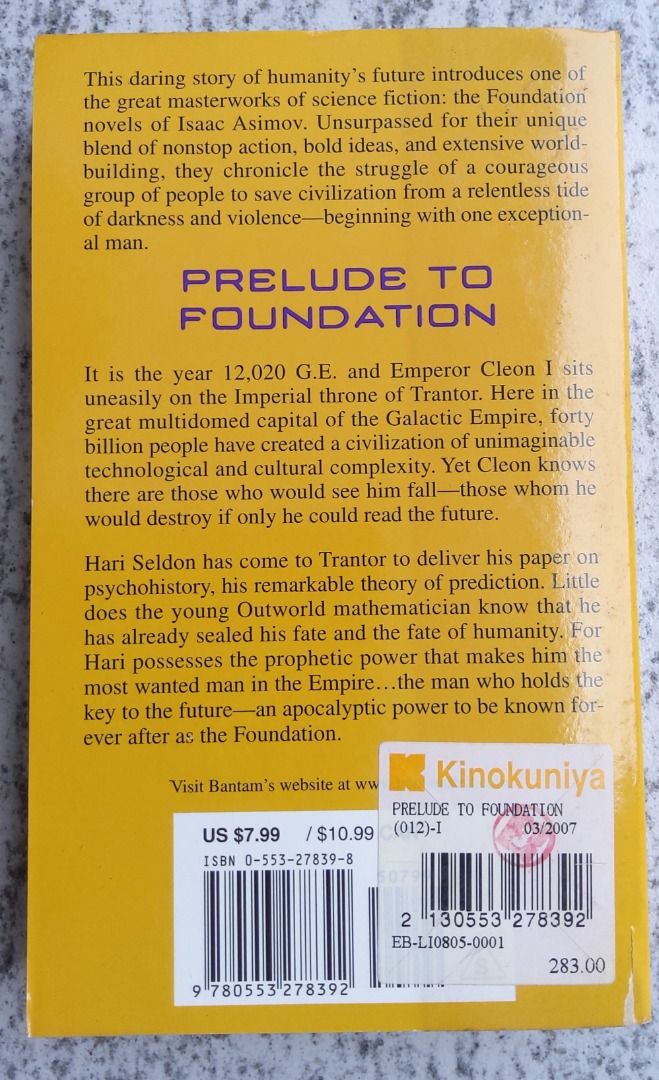 This daring story of humanity's future introduces one of
the great masterworks of science fiction: the Foundation
novels of Isaac Asimov. Unsurpassed for their unique
blend of nonstop action, bold ideas, and extensive world-
building, they chronicle the struggle of a courageous
group of people to save civilization from a relentless tide
of darkness and violence—beginning with one exception-
al man.
PRELUDE TO
FOUNDATION
It is the year 12,020 G.E. and Emperor Cleon I sits
uneasily on the Imperial throne of Trantor. Here in the
great multidomed capital of the Galactic Empire, forty
billion people have created a civilization of unimaginable
technological and cultural complexity. Yet Cleon knows
there are those who would see him fall—those whom he
would destroy if only he could read the future.
Hari Seldon has come to Trantor to deliver his paper on
psychohistory, his remarkable theory of prediction. Little
does the young Outworld mathematician know that he
has already sealed his fate and the fate of humanity. For
Hari possesses the prophetic power that makes him the
most wanted man in the Empire...the man who holds the
key to the future—an apocalyptic power to be known for-
ever after as the Foundation.
Visit Bantam's website at ww
Kinokuniya
PRELUDE TO FOUNDATION
(012)-I 03/2007
2 130553 278392
EB-LI0805-0001
283.00
US $7.99 / $10.99
ISBN 0-553-27839-8
5079
9 780553 278392